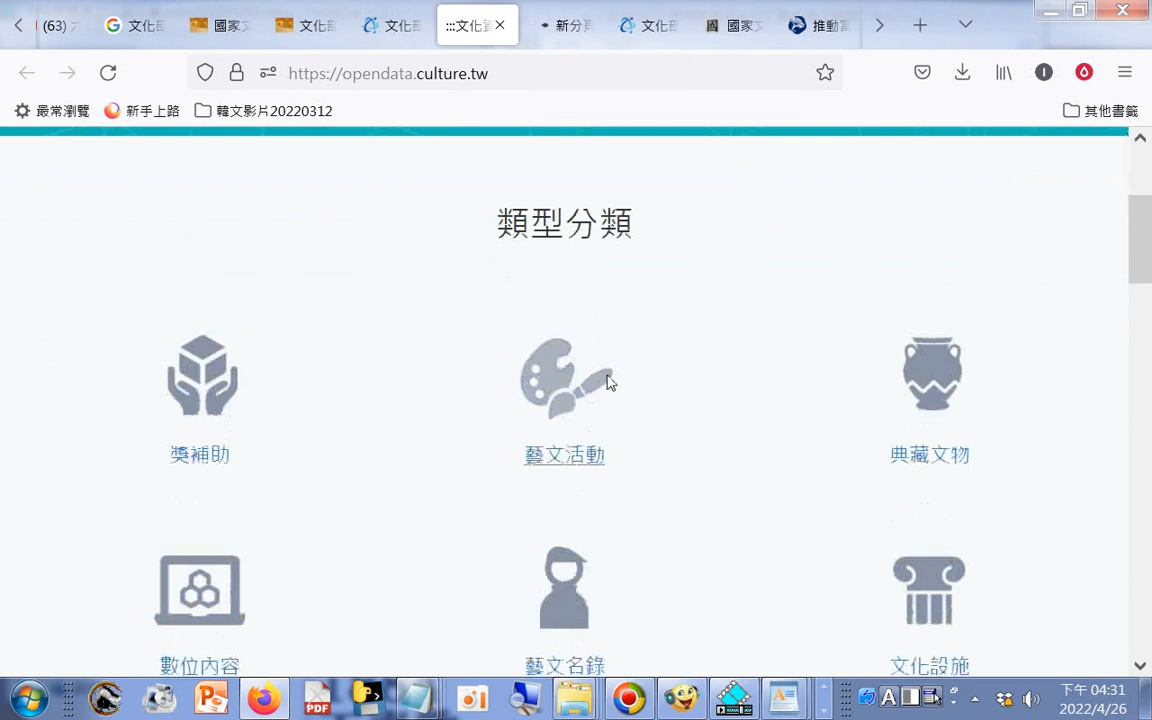 (63)
文化部
國家文
文化部
文化部
:::文化資
新分頁
文化部
國家文
推動
https://opendata.culture.tw
最常瀏覽
新手上路
韓文影片20220312
其他書籤
類型分類
獎補助
藝文活動
典藏文物
數位內容
藝文名錄
文化設施
下午 04:31
2022/4/26